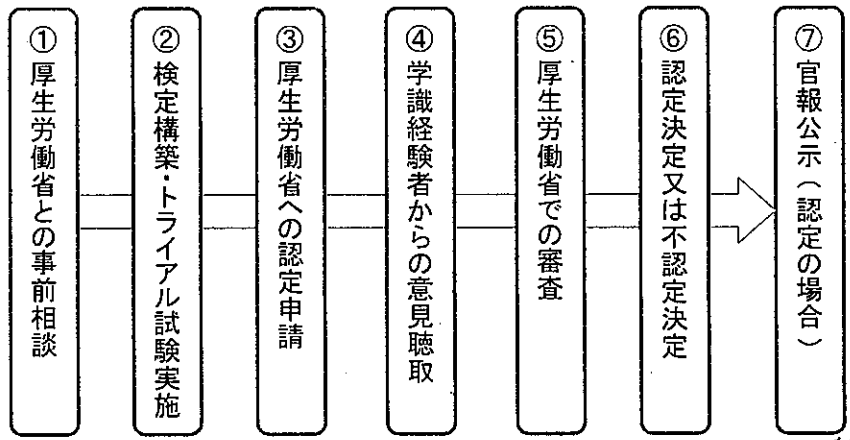 ①厚生労働省との事前相談
②検定構築・トライアル試験実施
③厚生労働省への認定申請
④学識経験者からの意見聴取
⑤厚生労働省での審査
⑥認定決定又は不認定決定
⑦官報公示（認定の場合）